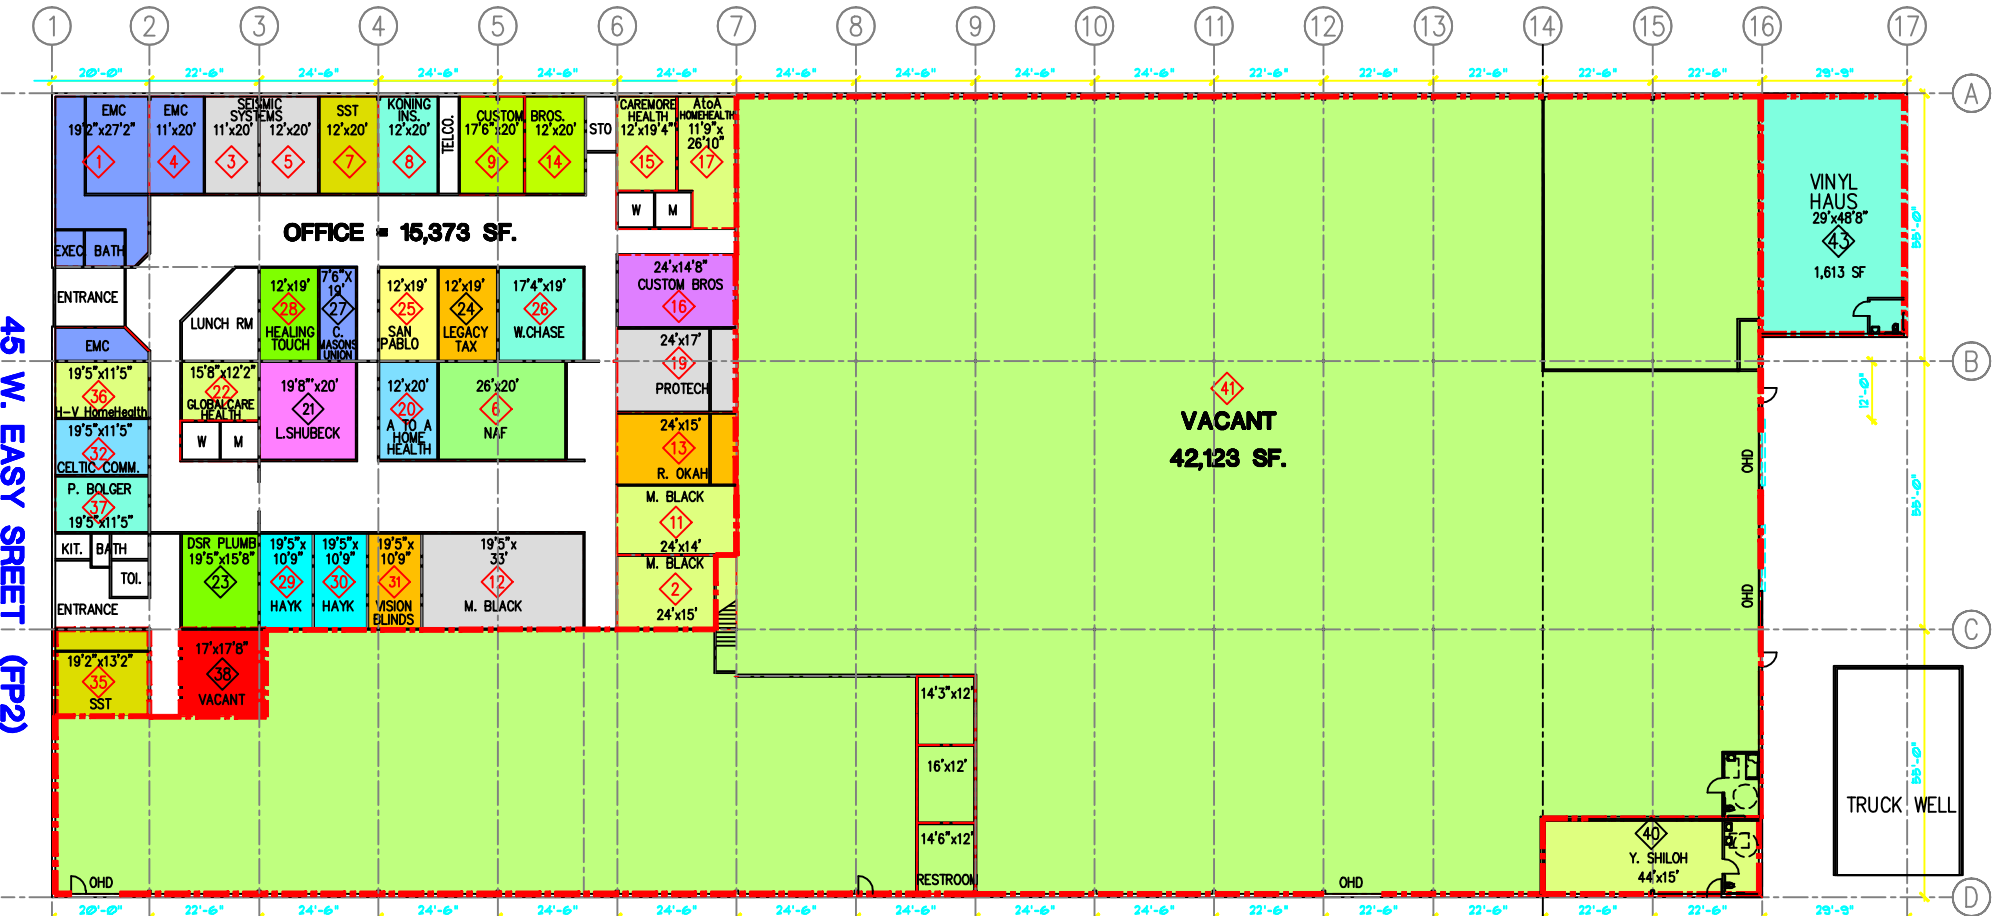 1 2 3 4 5 6 7 8 9 10 11 12 13 14 15 16 17
20'-0" 22'-6" 24'-6" 24'-6" 24'-6" 24'-6" 24'-6" 24'-6" 24'-6" 24'-6" 22'-6" 22'-6" 22'-6" 22'-6" 22'-6" 29'-9"
A
EMC
19'2"x27'2"
1
EMC
11'x20'
4
SEISMIC
SYSTEMS
11'x20'
3
12'x20'
5
SST
12'x20'
7
KONING
INS.
12'x20'
8
TELCO.
CUSTOM BROS.
17'6"x20'
9
12'x20'
14
STO
CAREMORE
HEALTH
12'x19'4"
15
AtoA
HOMEHEALTH
11'9"x
26'10"
17
W M
EXEC BATH
OFFICE = 15,373 SF.
VINYL
HAUS
29'x48'8"
43
1,613 SF
55'-0"
ENTRANCE
LUNCH RM
12'x19'
28
HEALING
TOUCH
7'6"X
19'
27
C.
MASONS
UNION
12'x19'
25
SAN
PABLO
12'x19'
24
LEGACY
TAX
17'4"x19'
26
W.CHASE
24'x14'8"
CUSTOM BROS
16
EMC
B
19'5"x11'5"
36
H-V HomeHealth
15'8"x12'2"
22
GLOBALCARE
HEALTH
W M
19'8"'x20'
21
L.SHUBECK
12'x20'
20
A TO A
HOME
HEALTH
26'x20'
6
NAF
24'x17'
19
PROTECH
41
VACANT
42,123 SF.
12'-0"
19'5"x11'5"
32
CELTIC COMM.
24'x15'
13
R. OKAH
OHD
55'-0"
P. BOLGER
37
19'5"x11'5"
M. BLACK
11
24'x14'
KIT. BATH
TOI.
ENTRANCE
DSR PLUMB
19'5"x15'8"
23
19'5"x
10'9"
29
HAYK
19'5"x
10'9"
30
HAYK
19'5"x
10'9"
31
VISION
BLINDS
19'5"x
33'
12
M. BLACK
M. BLACK
2
24'x15'
OHD
C
45 W. EASY SREET (FP2)
19'2"x13'2"
35
SST
17'x17'8"
38
VACANT
14'3"x12'
16'x12'
14'6"x12'
RESTROOM
55'-0"
TRUCK WELL
40
Y. SHILOH
44'x15'
OHD
OHD
D
20'-0" 22'-6" 24'-6" 24'-6" 24'-6" 24'-6" 24'-6" 24'-6" 24'-6" 24'-6" 22'-6" 22'-6" 22'-6" 22'-6" 22'-6" 29'-9"